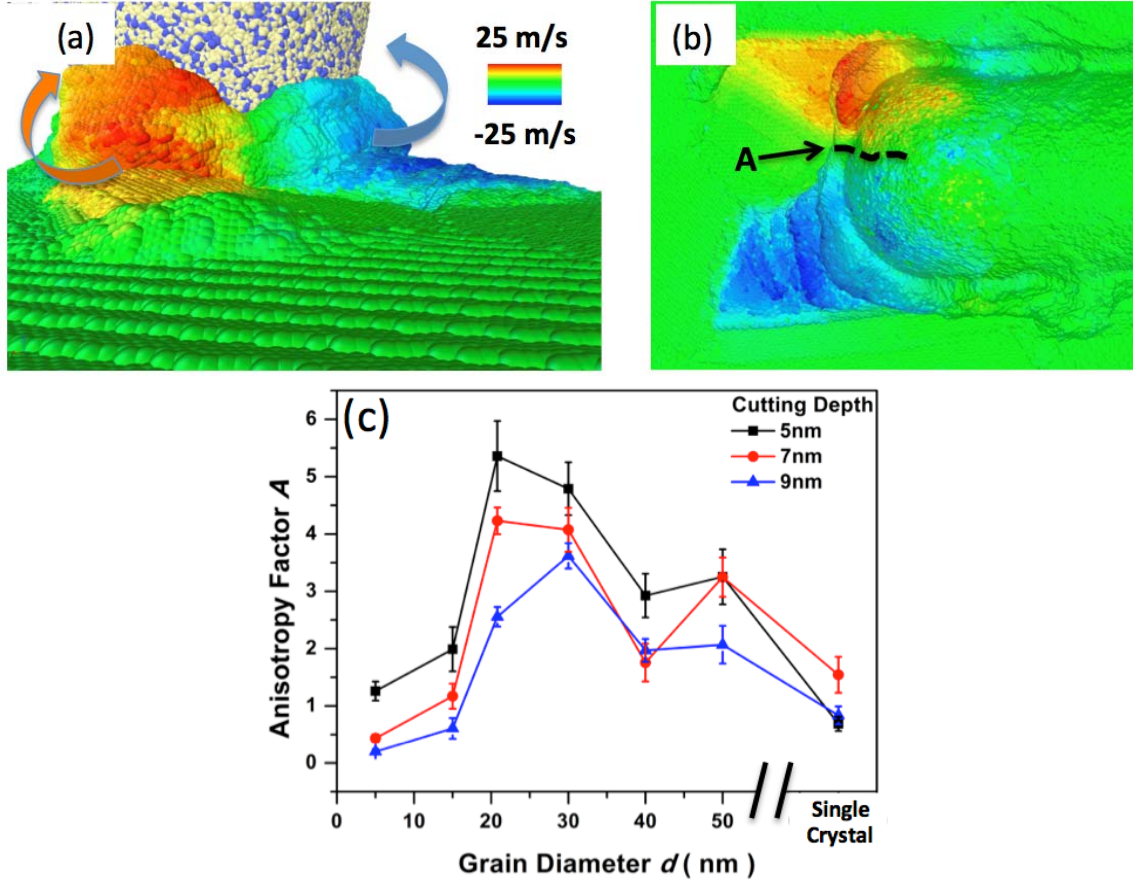 (a)
25 m/s
-25 m/s
(b)
A
(c)
Cutting Depth
5nm
7nm
9nm
Anisotropy Factor A
6
5
4
3
2
1
0
0 10 20 30 40 50
Single
Crystal
Grain Diameter d ( nm )